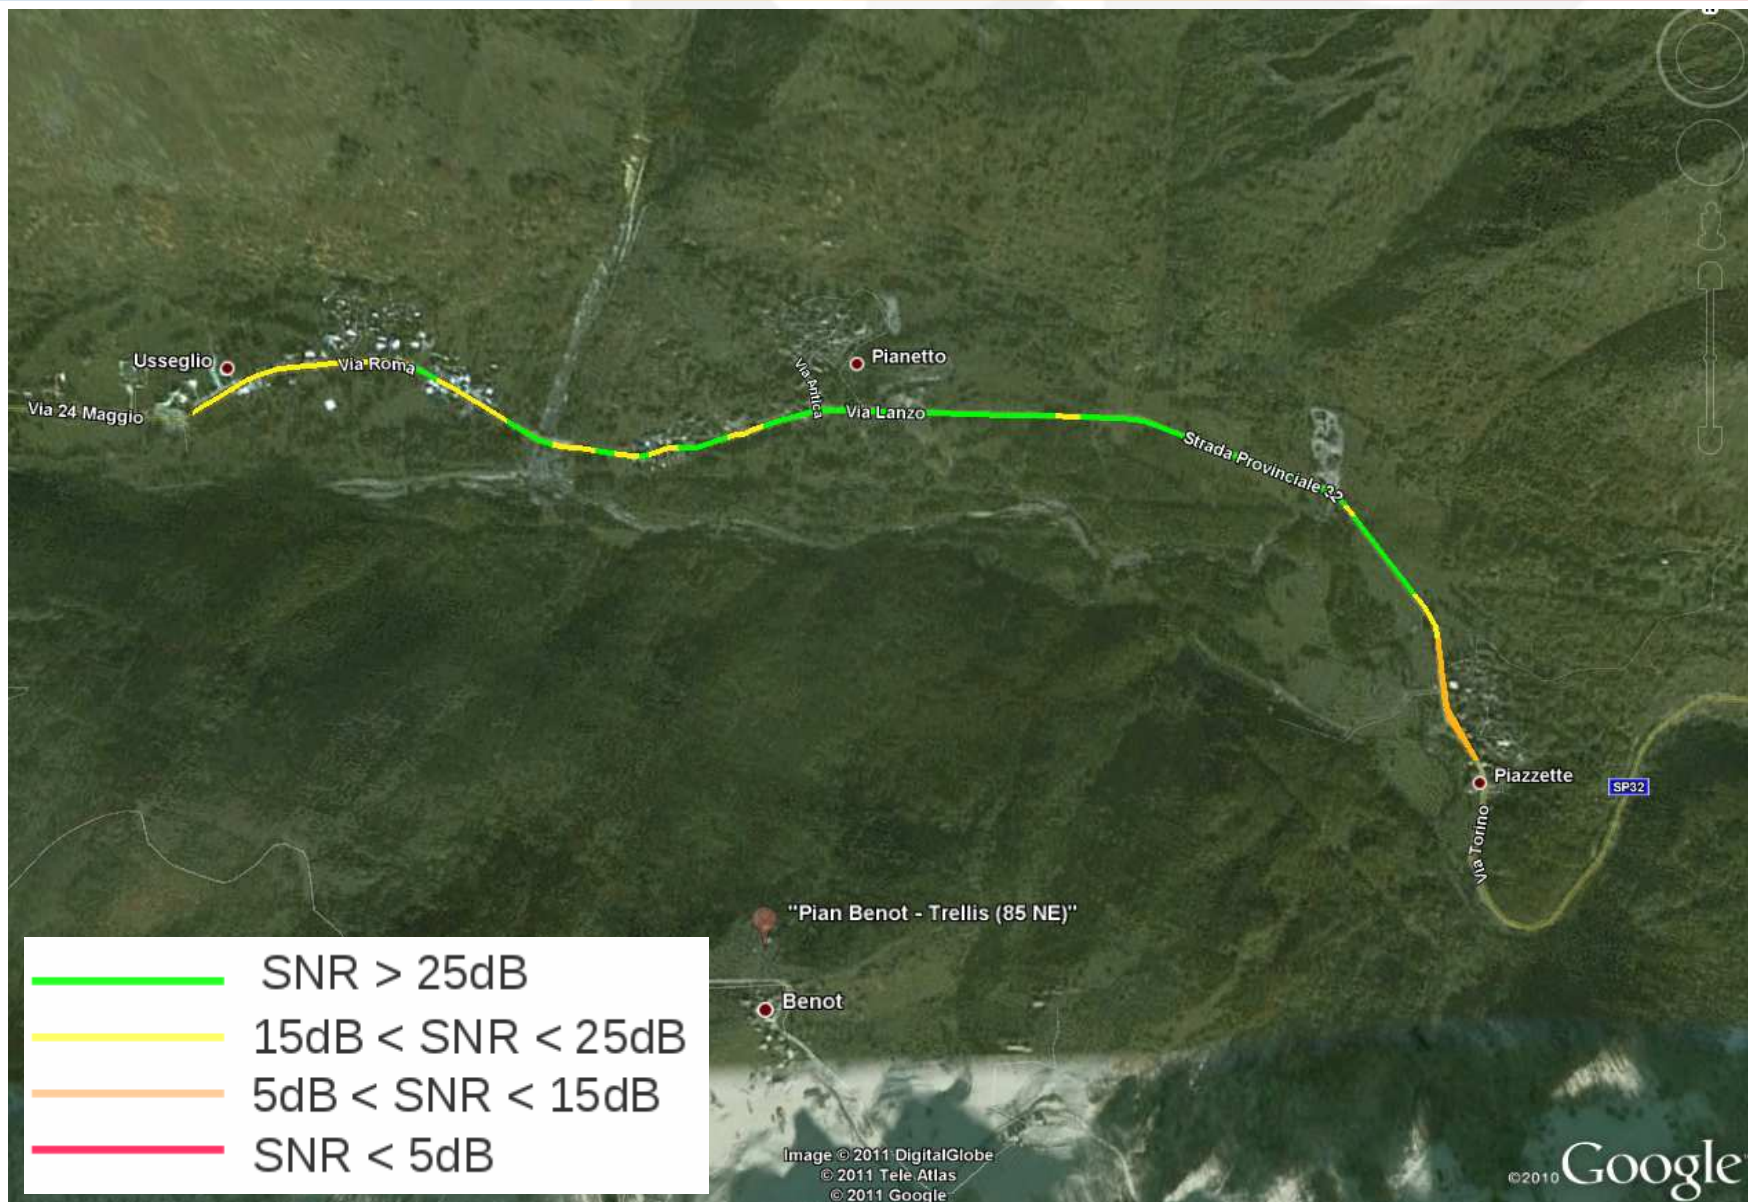 N
Usseglio
Via Roma
Via 24 Maggio
Pianetto
Via Antica
Via Lanzo
Strada Provinciale 32
Piazzette
SP32
Via Torino
"Pian Benot - Trellis (85 NE)"
Benot
SNR > 25dB
15dB < SNR < 25dB
5dB < SNR < 15dB
SNR < 5dB
Image © 2011 DigitalGlobe
© 2011 Tele Atlas
© 2011 Google
©2010 Google